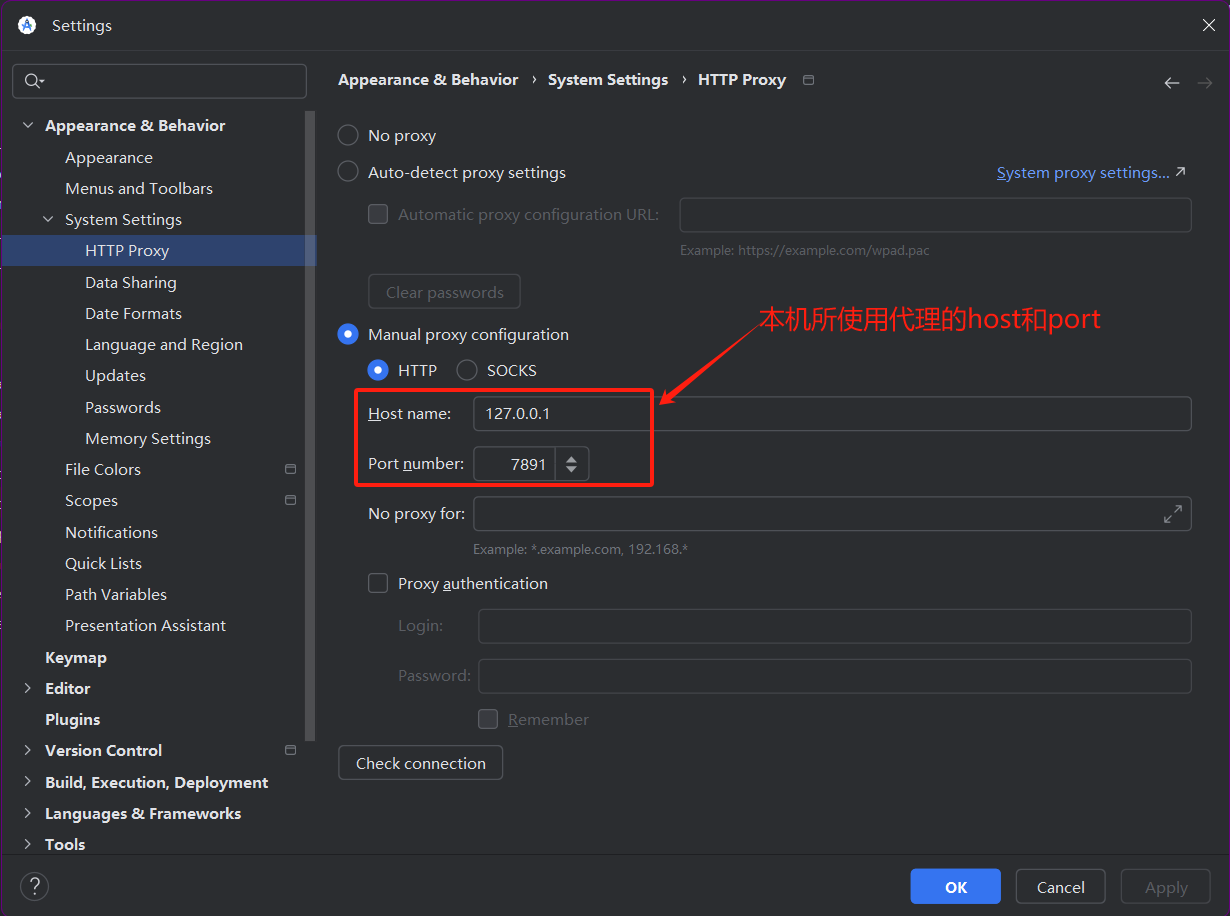 Settings
Appearance & Behavior › System Settings › HTTP Proxy
Appearance & Behavior
Appearance
Menus and Toolbars
System Settings
HTTP Proxy
Data Sharing
Date Formats
Language and Region
Updates
Passwords
Memory Settings
File Colors
Scopes
Notifications
Quick Lists
Path Variables
Presentation Assistant
Keymap
Editor
Plugins
Version Control
Build, Execution, Deployment
Languages & Frameworks
Tools
No proxy
Auto-detect proxy settings
System proxy settings...
Automatic proxy configuration URL:
Example: https://example.com/wpad.pac
Clear passwords
本机所使用代理的host和port
Manual proxy configuration
HTTP SOCKS
Host name: 127.0.0.1
Port number: 7891
No proxy for:
Example: *.example.com, 192.168.*
Proxy authentication
Login:
Password:
Remember
Check connection
?
OK Cancel Apply